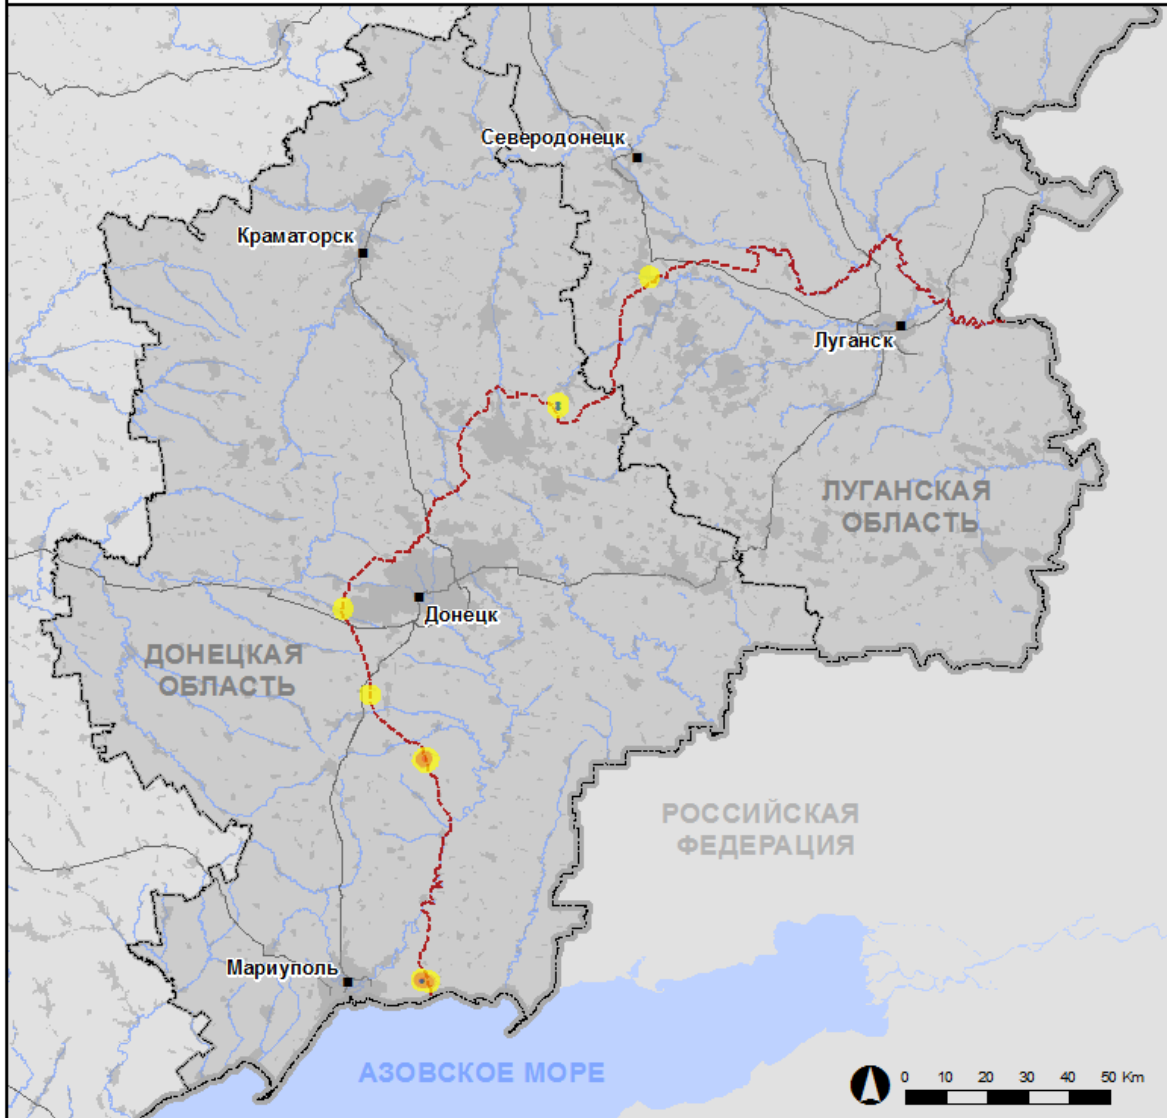 Северодонецк
Краматорск
Луганск
ЛУГАНСКАЯ
ОБЛАСТЬ
Донецк
ДОНЕЦКАЯ
ОБЛАСТЬ
РОССИЙСКАЯ
ФЕДЕРАЦИЯ
Мариуполь
АЗОВСКОЕ МОРЕ
0 10 20 30 40 50 Km